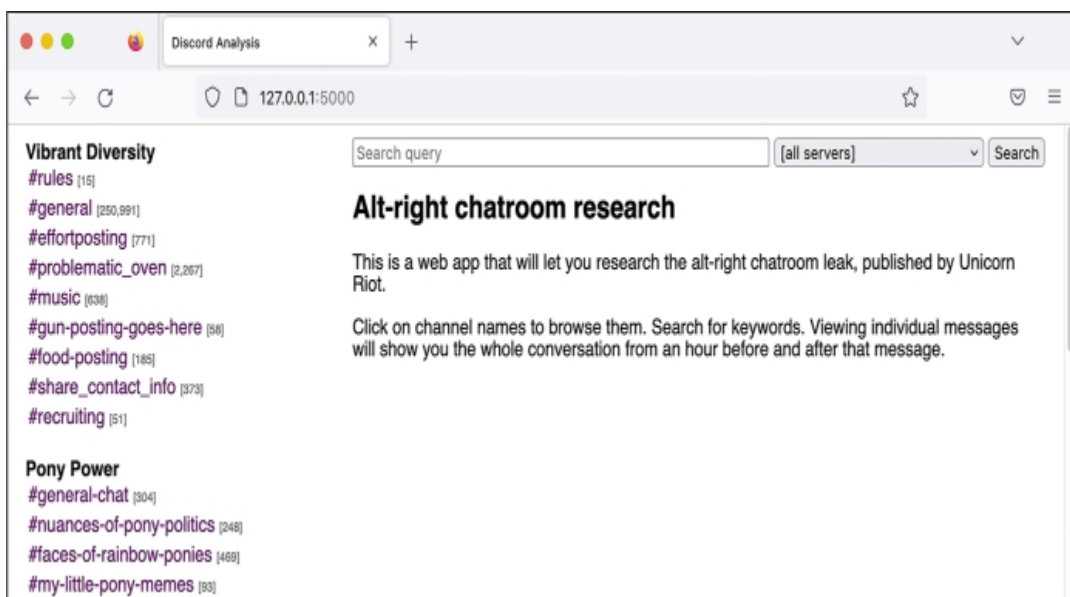 Discord Analysis
127.0.0.1:5000
Vibrant Diversity
#rules [15]
#general [250,991]
#effortposting [771]
#problematic_oven [2,267]
#music [638]
#gun-posting-goes-here [58]
#food-posting [185]
#share_contact_info [373]
#recruiting [51]
Pony Power
#general-chat [304]
#nuances-of-pony-politics [248]
#faces-of-rainbow-ponies [469]
#my-little-pony-memes [93]
Search query [all servers] Search
Alt-right chatroom research
This is a web app that will let you research the alt-right chatroom leak, published by Unicorn
Riot.
Click on channel names to browse them. Search for keywords. Viewing individual messages
will show you the whole conversation from an hour before and after that message.